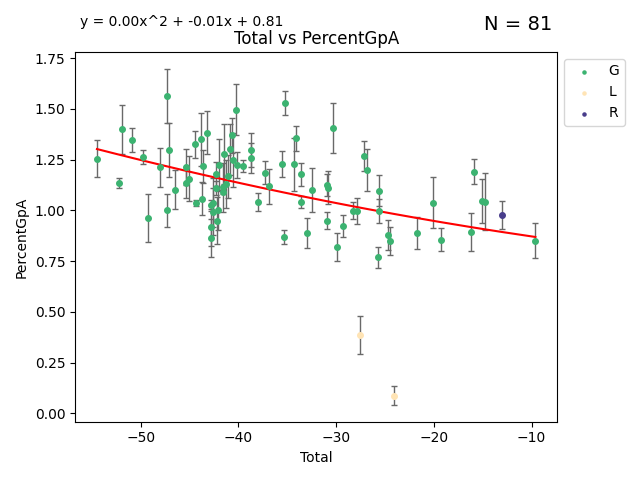 y = 0.00x^2 + -0.01x + 0.81
N = 81
Total vs PercentGpA
G
L
R
PercentGpA
1.75
1.50
1.25
1.00
0.75
0.50
0.25
0.00
−50
−40
−30
−20
−10
Total